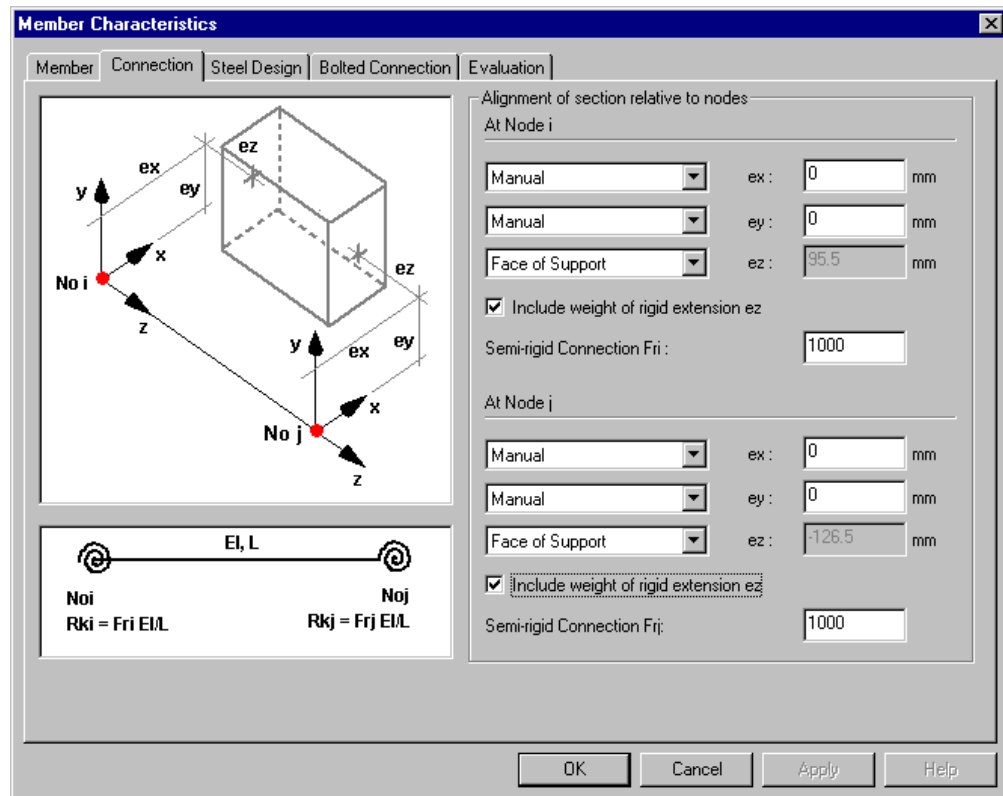 Member Characteristics
Member Connection Steel Design Bolted Connection Evaluation
ez
ex
ey
y
x
No i
z
ez
y
ex
ey
x
No j
z
EI, L
Noi
Noj
Rki = Fri EI/L
Rkj = Frj EI/L
Alignment of section relative to nodes
At Node i
Manual ex : 0 mm
Manual ey : 0 mm
Face of Support ez : 95.5 mm
Include weight of rigid extension ez
Semi-rigid Connection Fri : 1000
At Node j
Manual ex : 0 mm
Manual ey : 0 mm
Face of Support ez : -126.5 mm
Include weight of rigid extension ez
Semi-rigid Connection Frj: 1000
OK Cancel Apply Help